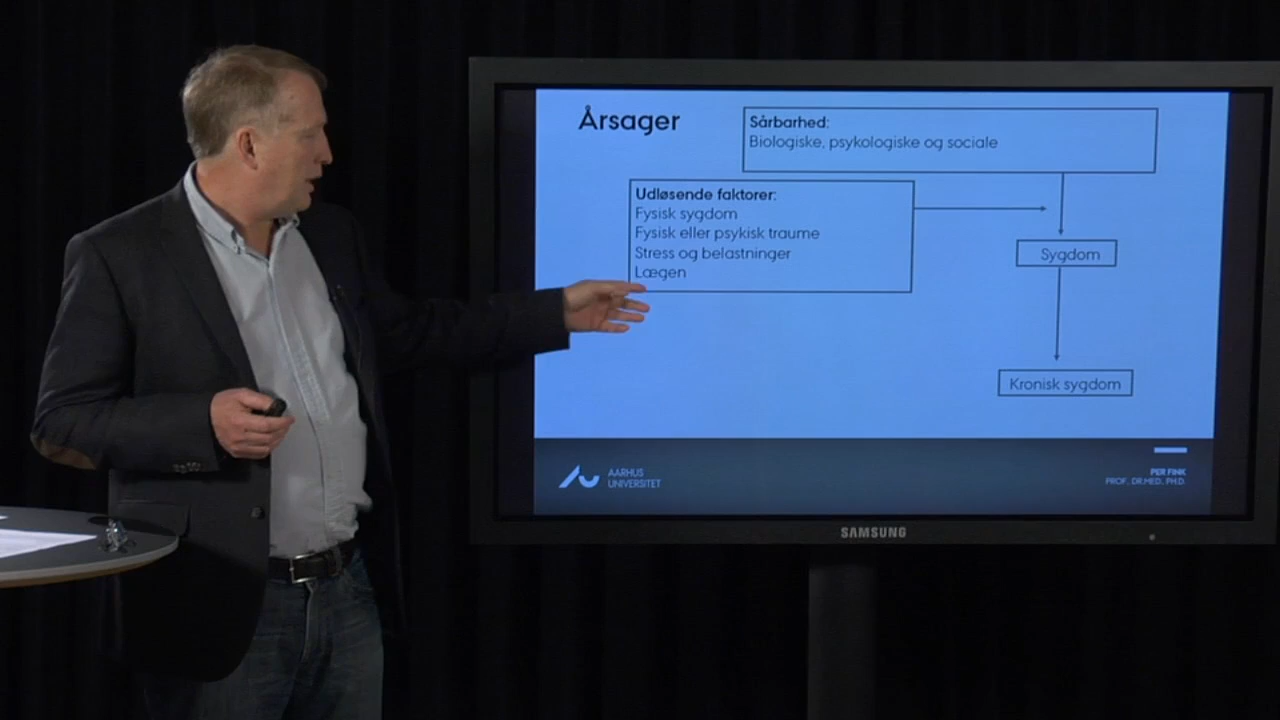 Årsager
Sårbarhed:
Biologiske, psykologiske og sociale
Udløsende faktorer:
Fysisk sygdom
Fysisk eller psykisk traume
Stress og belastninger
Lægen
Sygdom
Kronisk sygdom
AARHUS
UNIVERSITET
PER FINK
PROF., DR.MED., PH.D.
SAMSUNG